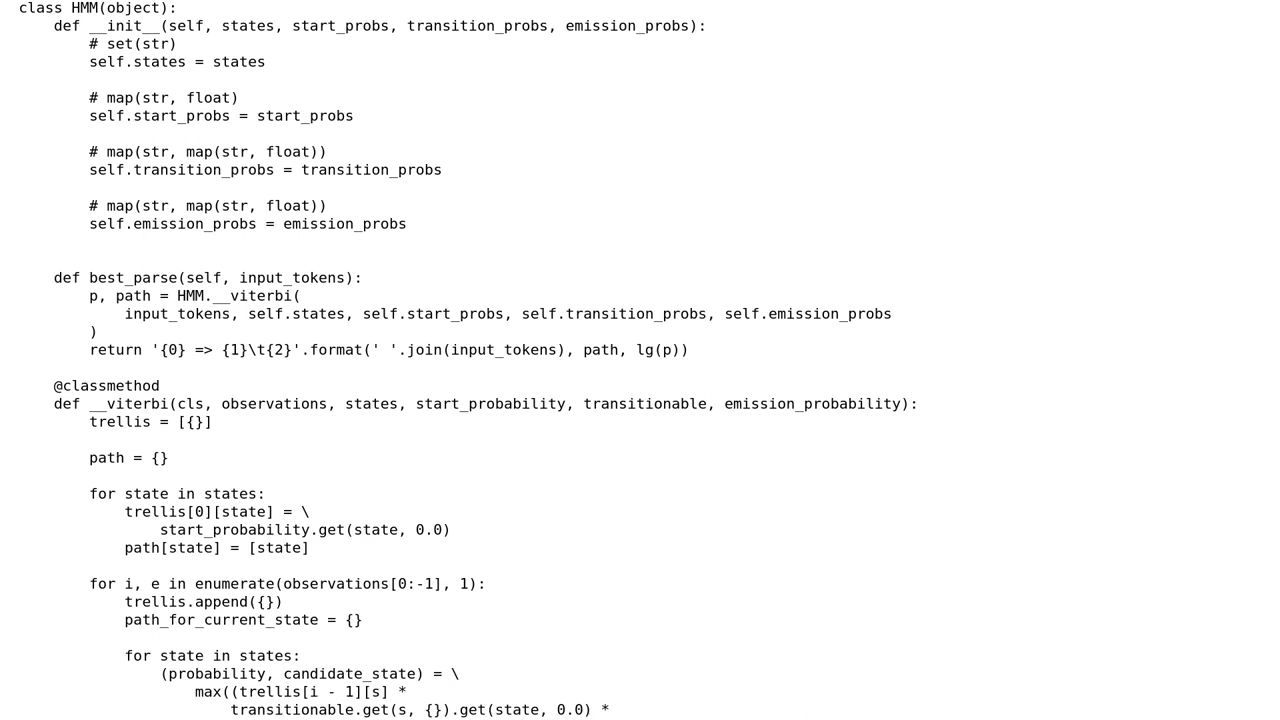 class HMM(object):
    def __init__(self, states, start_probs, transition_probs, emission_probs):
        # set(str)
        self.states = states

        # map(str, float)
        self.start_probs = start_probs

        # map(str, map(str, float))
        self.transition_probs = transition_probs

        # map(str, map(str, float))
        self.emission_probs = emission_probs


    def best_parse(self, input_tokens):
        p, path = HMM.__viterbi(
            input_tokens, self.states, self.start_probs, self.transition_probs, self.emission_probs
        )
        return '{0} => {1}\t{2}'.format(' '.join(input_tokens), path, lg(p))

    @classmethod
    def __viterbi(cls, observations, states, start_probability, transitionable, emission_probability):
        trellis = [{}]

        path = {}

        for state in states:
            trellis[0][state] = \
                start_probability.get(state, 0.0)
            path[state] = [state]

        for i, e in enumerate(observations[0:-1], 1):
            trellis.append({})
            path_for_current_state = {}

            for state in states:
                (probability, candidate_state) = \
                    max((trellis[i - 1][s] *
                        transitionable.get(s, {}).get(state, 0.0) *